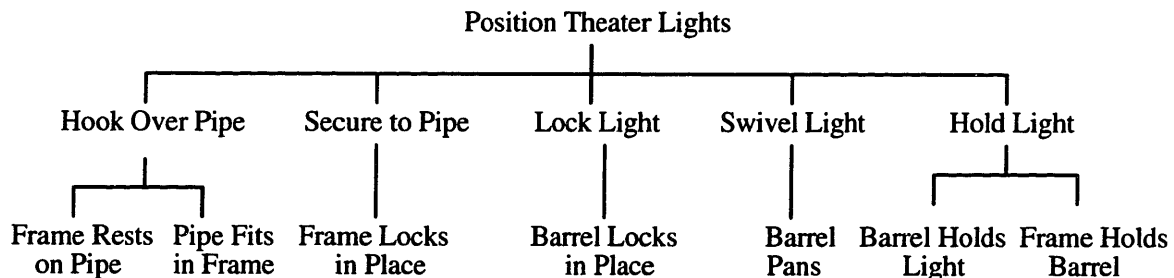 Position Theater Lights
Hook Over Pipe
Secure to Pipe
Lock Light
Swivel Light
Hold Light
Frame Rests
on Pipe
Pipe Fits
in Frame
Frame Locks
in Place
Barrel Locks
in Place
Barrel
Pans
Barrel Holds
Light
Frame Holds
Barrel